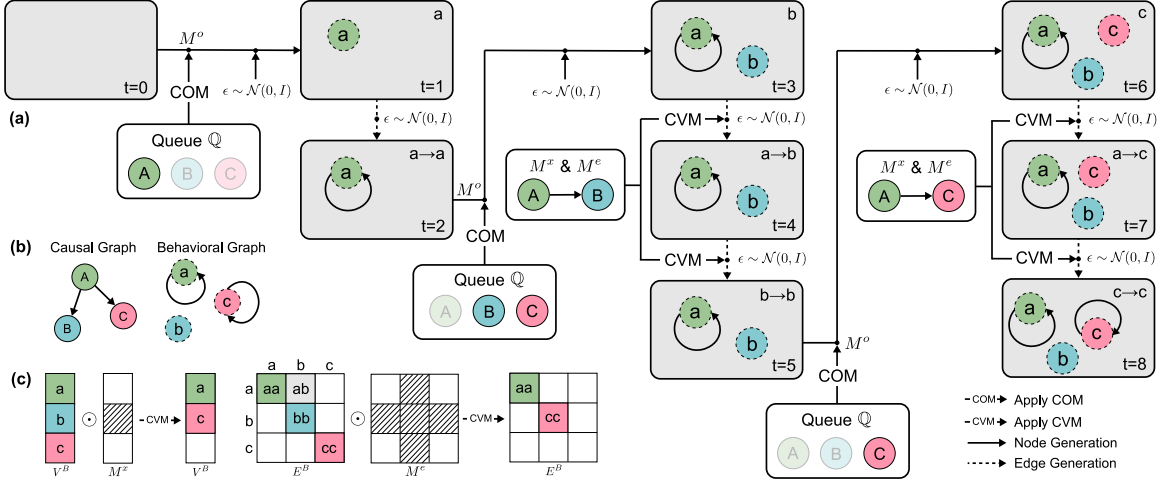 t=0
M^o
COM
ϵ ∼ N(0, I)
Queue ℚ
A B C
(a)
a
a
t=1
ϵ ∼ N(0, I)
a→a
a
t=2
M^o
COM
Queue ℚ
A B C
ϵ ∼ N(0, I)
b
a
b
t=3
CVM
ϵ ∼ N(0, I)
M^x & M^e
A B
a→b
a
b
t=4
CVM
ϵ ∼ N(0, I)
b→b
a
b
t=5
M^o
COM
Queue ℚ
A B C
ϵ ∼ N(0, I)
c
a
c
b
t=6
CVM
ϵ ∼ N(0, I)
M^x & M^e
A C
a→c
a
c
b
t=7
CVM
ϵ ∼ N(0, I)
c→c
a
c
b
t=8
(b)
Causal Graph
A
B
C
Behavioral Graph
a
c
b
(c)
a
b
c
V^B
⊙
M^x
CVM
a
c
V^B
a b c
a
b
c
aa ab
bb
cc
E^B
⊙
M^e
CVM
aa
cc
E^B
COM Apply COM
CVM Apply CVM
Node Generation
Edge Generation